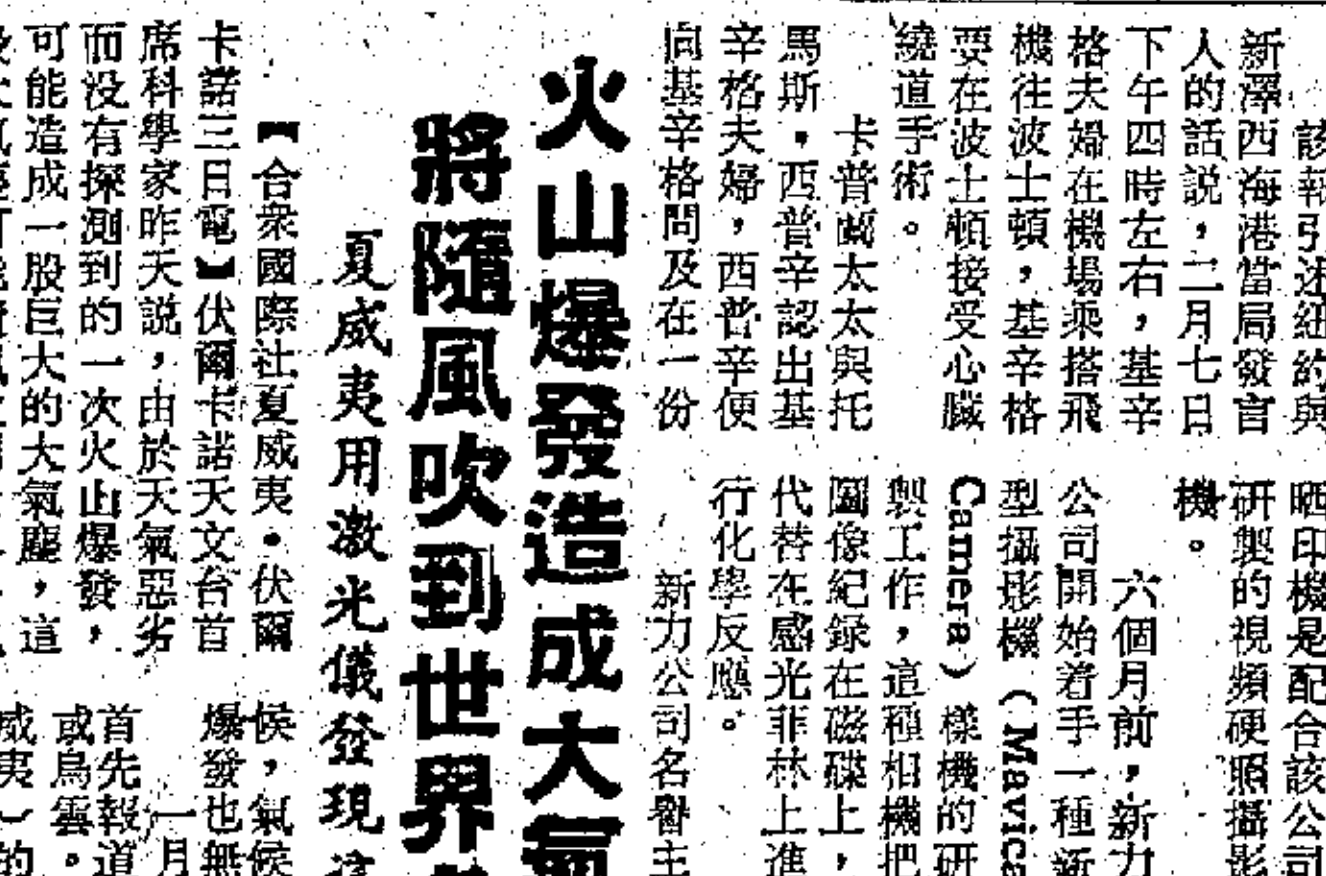 該報引述紐約與
新澤西海港當局發言
人的話説,二月七日
下午四時左右,基辛
格夫婦在機場乘搭飛
機往波士頓,基辛格
要在波士頓接受心臟
繞道手術。
卡普太太與托
馬斯.西普辛認出基
辛格夫婦,西普辛便
向基辛格問及在一份
晒印機是配合該公司
研製的視頻硬照攝影
機。
六個月前,新力
公司開始着手一種新
型攝影機(Mavica
Camera)樣機的研
製工作,這種相機把
圖像紀錄在磁碟上,
代替在感光菲林上進
行化學反應。
新力公司名譽主
火山爆發造成大氣
將隨風吹到世界
夏威夷用激光儀發現這
【合衆國際社夏威夷.伏爾
卡諾三日電】伏爾卡諾天文台首
席科學家昨天説,由於天氣惡劣
而没有探測到的一次火山爆發,
可能造成一股巨大的大氣塵,這
候,氣候
爆發也無
一月
首先報道
或鳥雲。
威夷)的